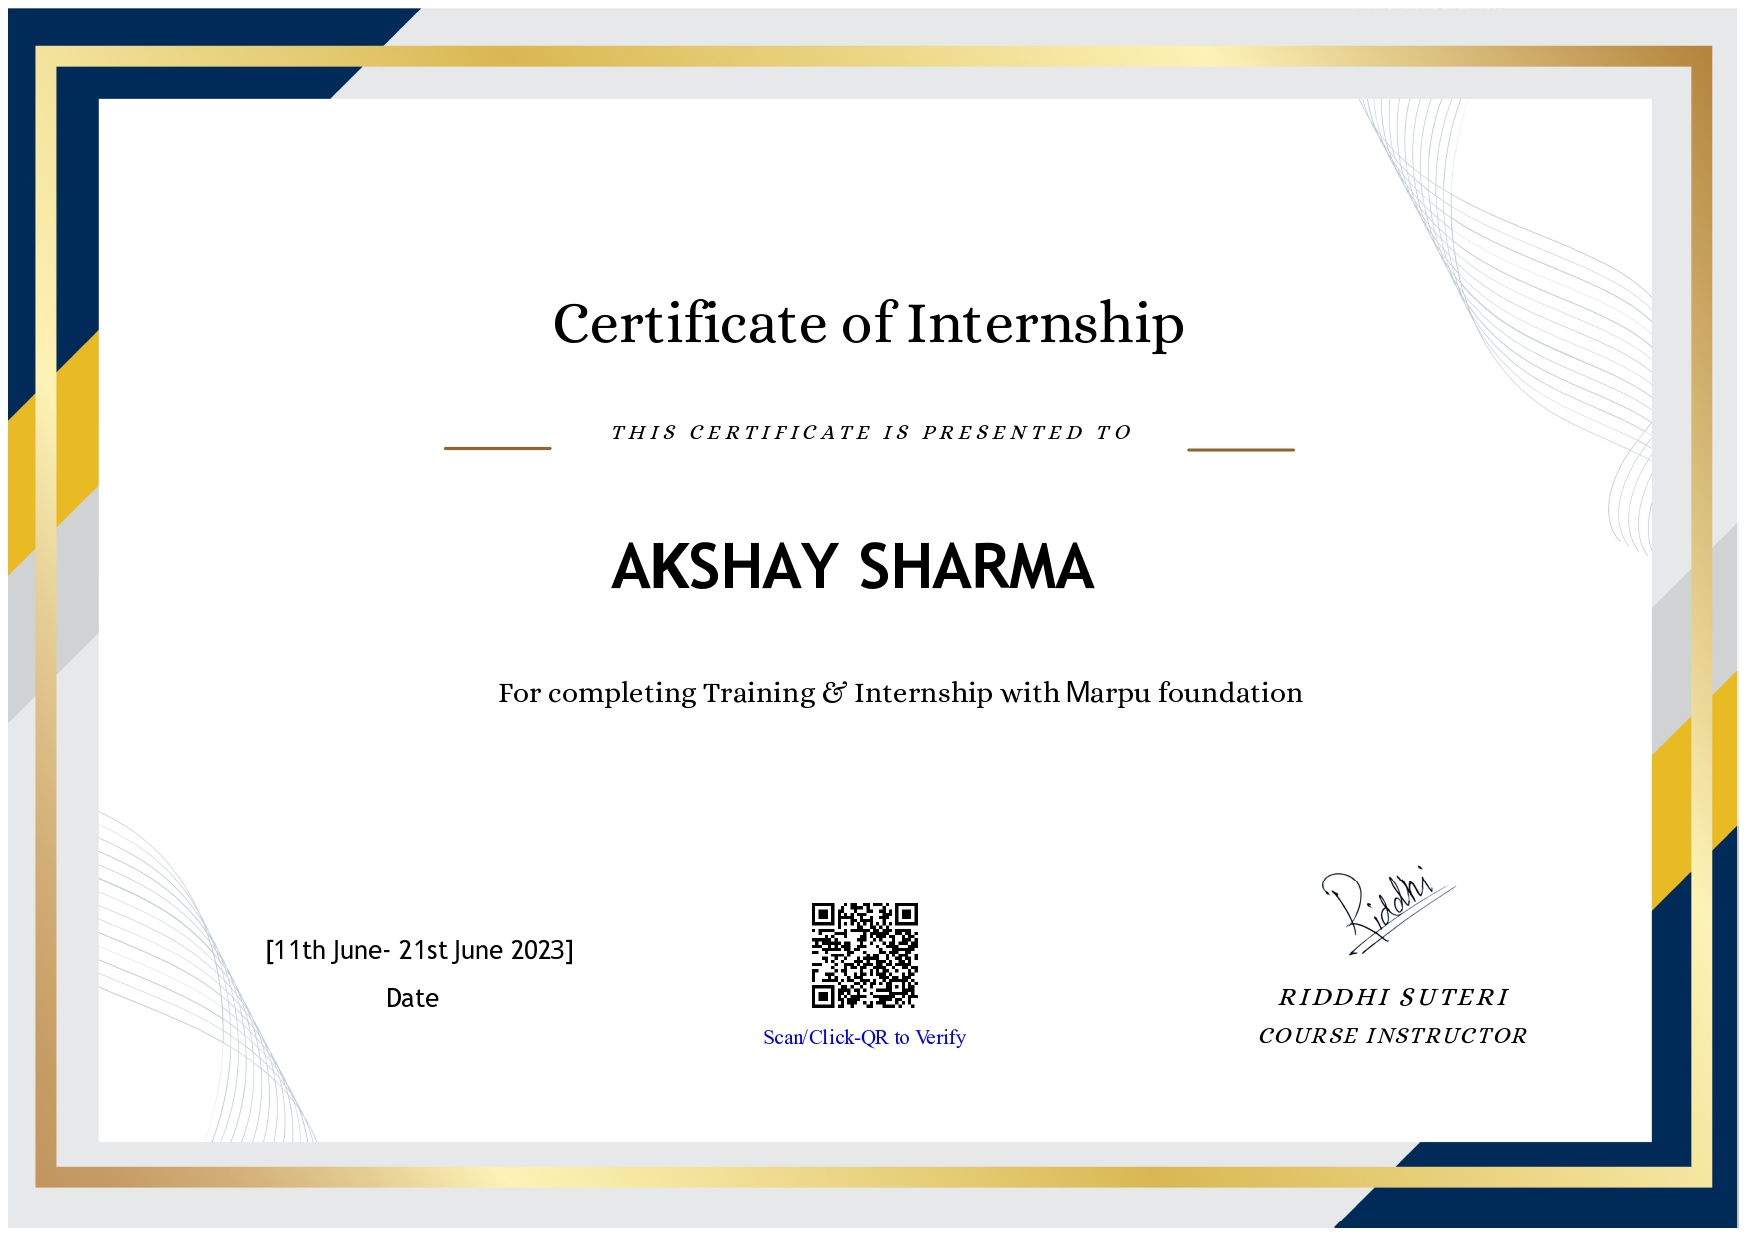 Certificate of Internship
THIS CERTIFICATE IS PRESENTED TO
AKSHAY SHARMA
For completing Training & Internship with Marpu foundation
[11th June- 21st June 2023]
Date
Scan/Click-QR to Verify
Riddhi
RIDDHI SUTERI
COURSE INSTRUCTOR